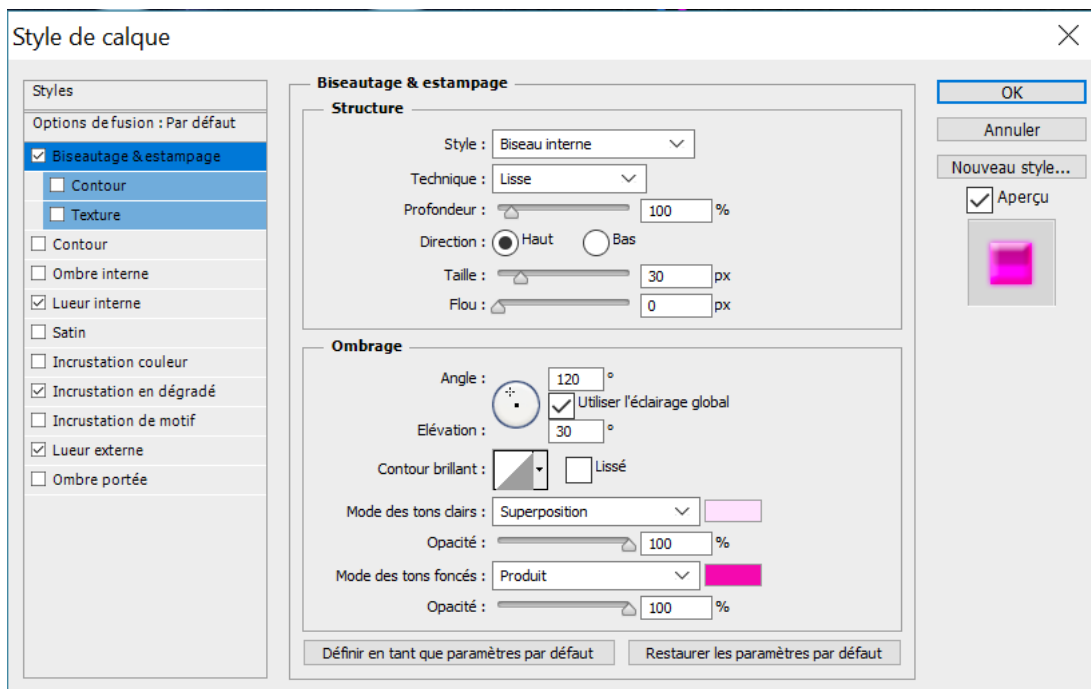 Style de calque
Styles
Options de fusion : Par défaut
Biseautage & estampage
Contour
Texture
Contour
Ombre interne
Lueur interne
Satin
Incrustation couleur
Incrustation en dégradé
Incrustation de motif
Lueur externe
Ombre portée
Biseautage & estampage
Structure
Style : Biseau interne
Technique : Lisse
Profondeur : 100 %
Direction : Haut Bas
Taille : 30 px
Flou : 0 px
Ombrage
Angle : 120 °
Utiliser l'éclairage global
Elévation : 30 °
Contour brillant : Lissé
Mode des tons clairs : Superposition
Opacité : 100 %
Mode des tons foncés : Produit
Opacité : 100 %
Définir en tant que paramètres par défaut Restaurer les paramètres par défaut
OK
Annuler
Nouveau style...
Aperçu